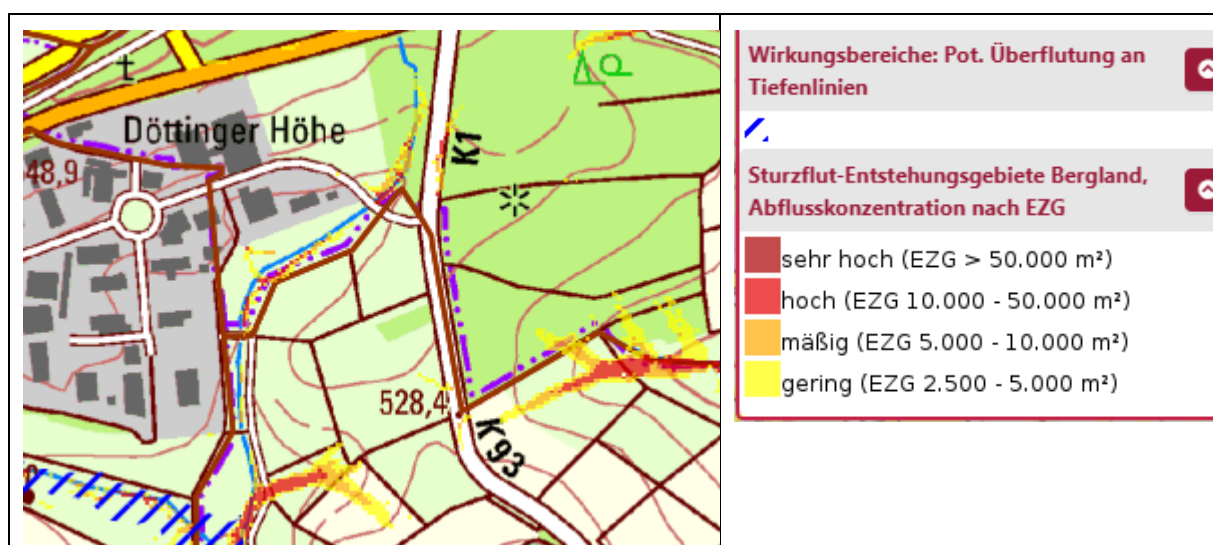 t
Döttinger Höhe
48,9
K1
P
528,4
K93
Wirkungsbereiche: Pot. Überflutung an
Tiefenlinien
Sturzflut-Entstehungsgebiete Bergland,
Abflusskonzentration nach EZG
sehr hoch (EZG > 50.000 m²)
hoch (EZG 10.000 - 50.000 m²)
mäßig (EZG 5.000 - 10.000 m²)
gering (EZG 2.500 - 5.000 m²)